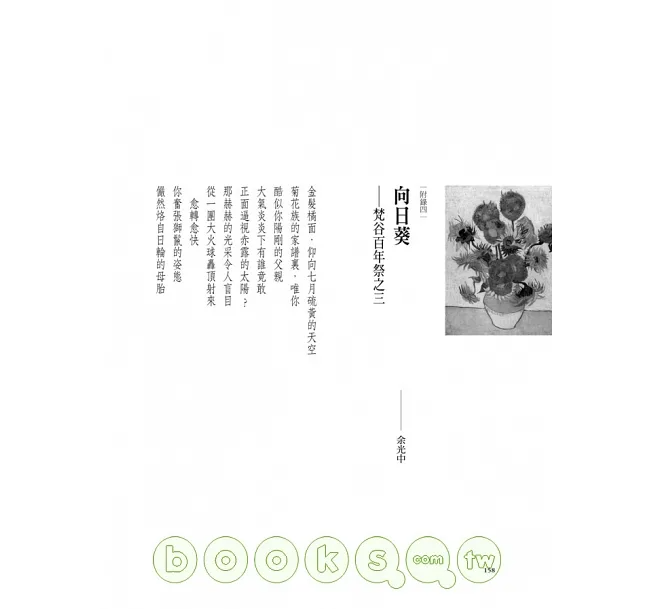 附錄四
向日葵
——梵谷百年祭之三
——余光中
金髮橘面，仰向七月硫黃的天空
菊花族的家譜裏，唯你
酷似你陽剛的父親
大氣炎炎下有誰竟敢
正面逼視赤露的太陽？
那赫赫的光采令人盲目
從一團大火球轟頂射來
愈轉愈快
你奮張獅鬣的姿態
儼然烙自日輪的母胎
books.com.tw
158